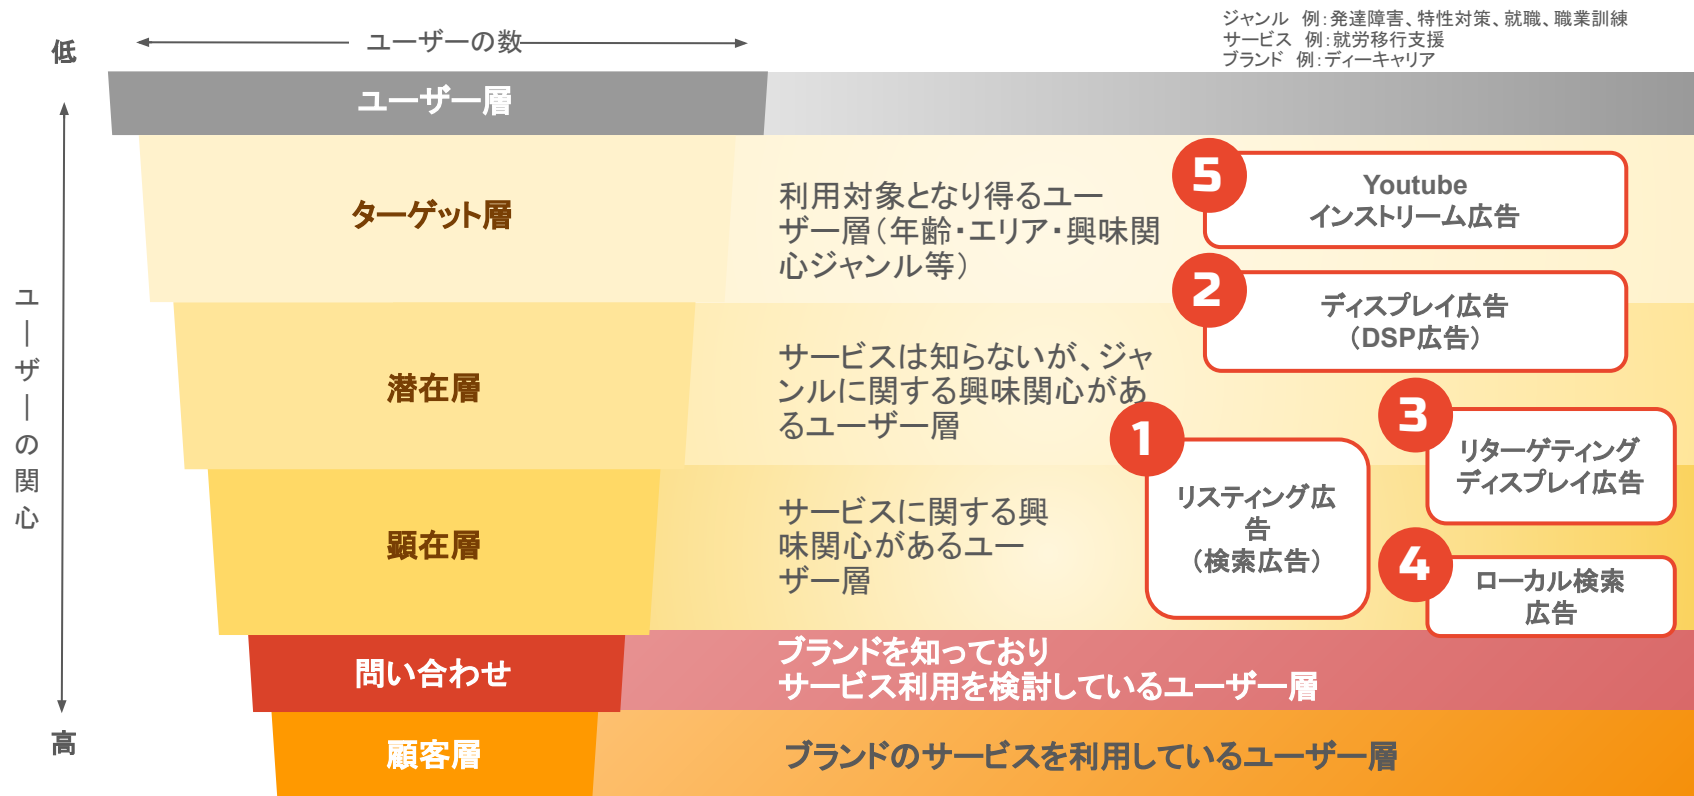 ジャンル 例：発達障害、特性対策、就職、職業訓練
サービス 例：就労移行支援
ブランド 例：ディーキャリア
低
ユーザーの数
ユーザー層
ターゲット層
利用対象となり得るユー
ザー層（年齢・エリア・興味関
心ジャンル等）
5
Youtube
インストリーム広告
2
ディスプレイ広告
（DSP広告）
ユーザーの関心
潜在層
サービスは知らないが、ジャ
ンルに関する興味関心があ
るユーザー層
1
リスティング広
告
（検索広告）
3
リターゲティング
ディスプレイ広告
顕在層
サービスに関する興
味関心があるユー
ザー層
4
ローカル検索
広告
問い合わせ
ブランドを知っており
サービス利用を検討しているユーザー層
高
顧客層
ブランドのサービスを利用しているユーザー層